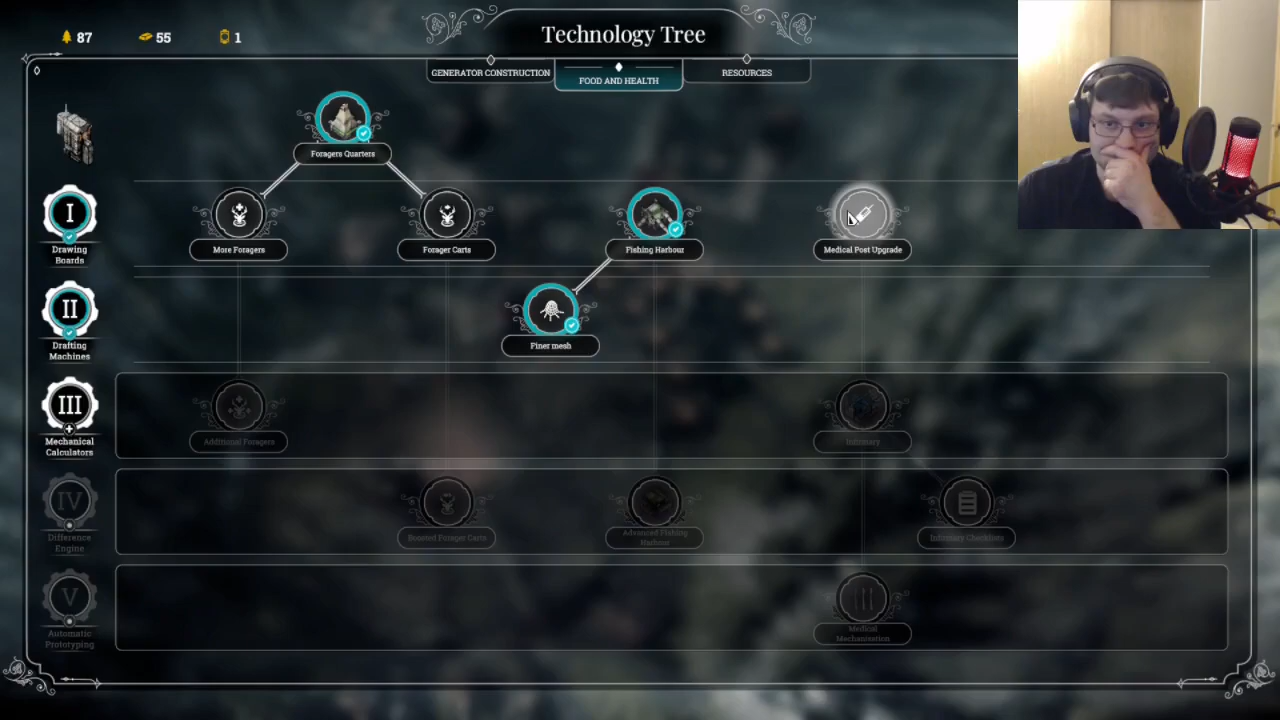 87 55 1
Technology Tree
GENERATOR CONSTRUCTION
FOOD AND HEALTH
RESOURCES
Foragers Quarters
I
Drawing
Boards
More Foragers
Forager Carts
Fishing Harbour
Medical Post Upgrade
II
Drafting
Machines
Finer mesh
III
Mechanical
Calculators
Additional Foragers
Infirmary
IV
Difference
Engine
Boosted Forager Carts
Advanced Fishing
Harbour
Infirmary Checklists
V
Automatic
Prototyping
Medical
Mechanisation